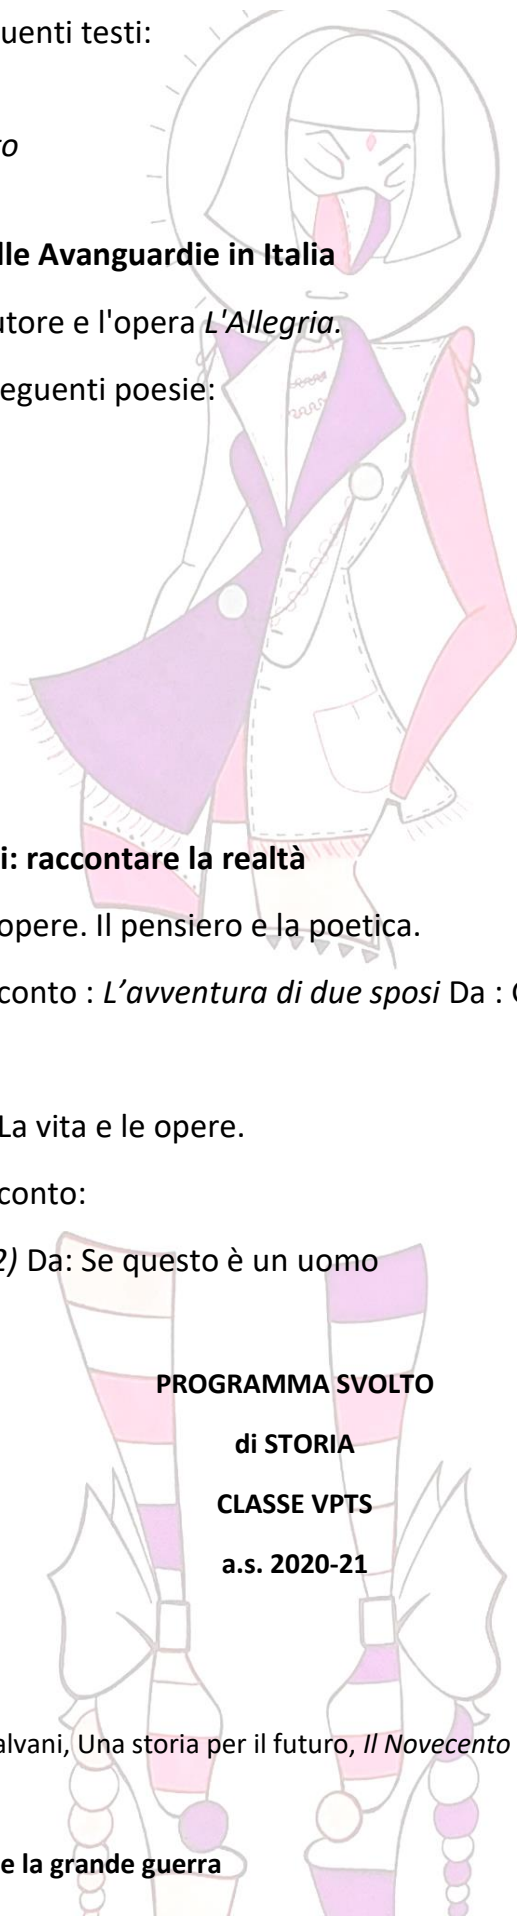 uenti testi:
to
lle Avanguardie in Italia
utore e l'opera L'Allegria.
eguenti poesie:
i: raccontare la realtà
opere. Il pensiero e la poetica.
conto : L’avventura di due sposi Da :
La vita e le opere.
conto:
2) Da: Se questo è un uomo
PROGRAMMA SVOLTO
di STORIA
CLASSE VPTS
a.s. 2020-21
alvani, Una storia per il futuro, Il Novecento
e la grande guerra